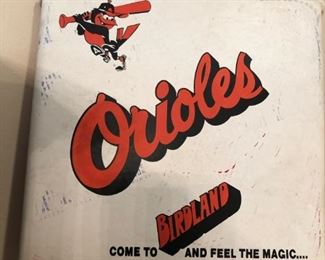 Orioles
COME TO BIRDLAND AND FEEL THE MAGIC....